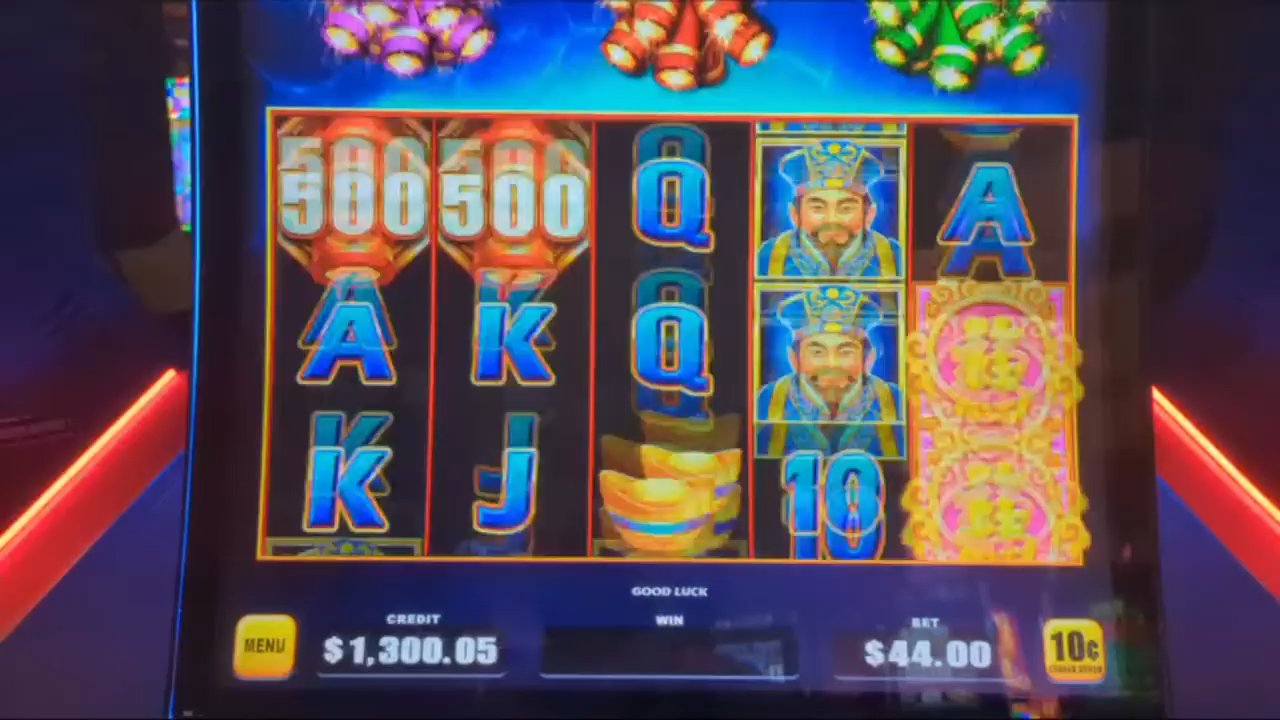 500 500 Q
A
A K Q
K J 10
GOOD LUCK
CREDIT WIN BET
MENU $1,300.05 $44.00 10¢